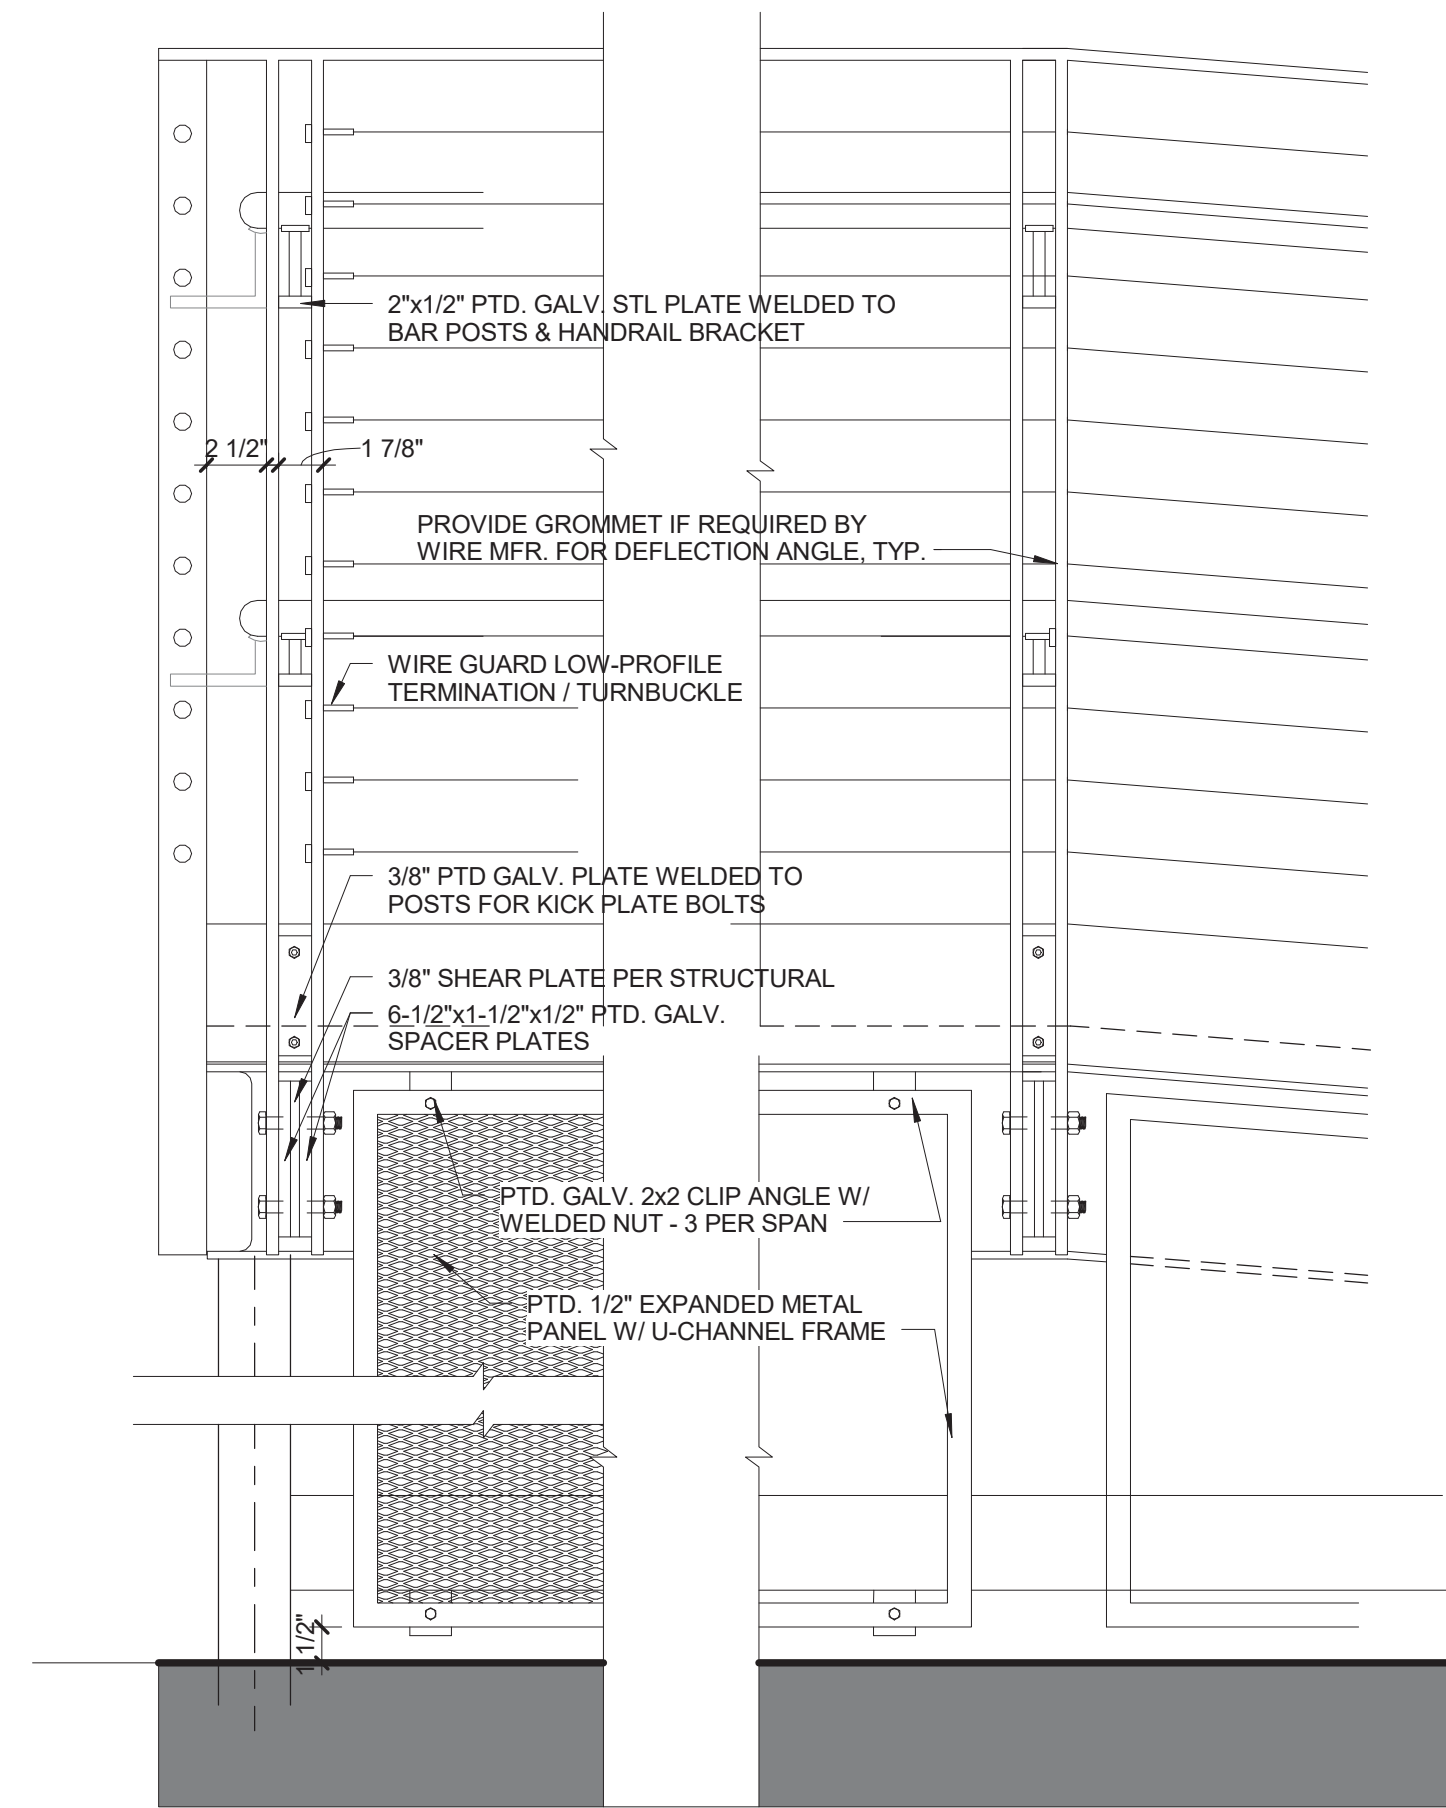 2"x1/2" PTD. GALV. STL PLATE WELDED TO
BAR POSTS & HANDRAIL BRACKET
2 1/2"
1 7/8"
PROVIDE GROMMET IF REQUIRED BY
WIRE MFR. FOR DEFLECTION ANGLE, TYP.
WIRE GUARD LOW-PROFILE
TERMINATION / TURNBUCKLE
3/8" PTD GALV. PLATE WELDED TO
POSTS FOR KICK PLATE BOLTS
3/8" SHEAR PLATE PER STRUCTURAL
6-1/2"x1-1/2"x1/2" PTD. GALV.
SPACER PLATES
PTD. GALV. 2x2 CLIP ANGLE W/
WELDED NUT - 3 PER SPAN
PTD. 1/2" EXPANDED METAL
PANEL W/ U-CHANNEL FRAME
1 1/2"